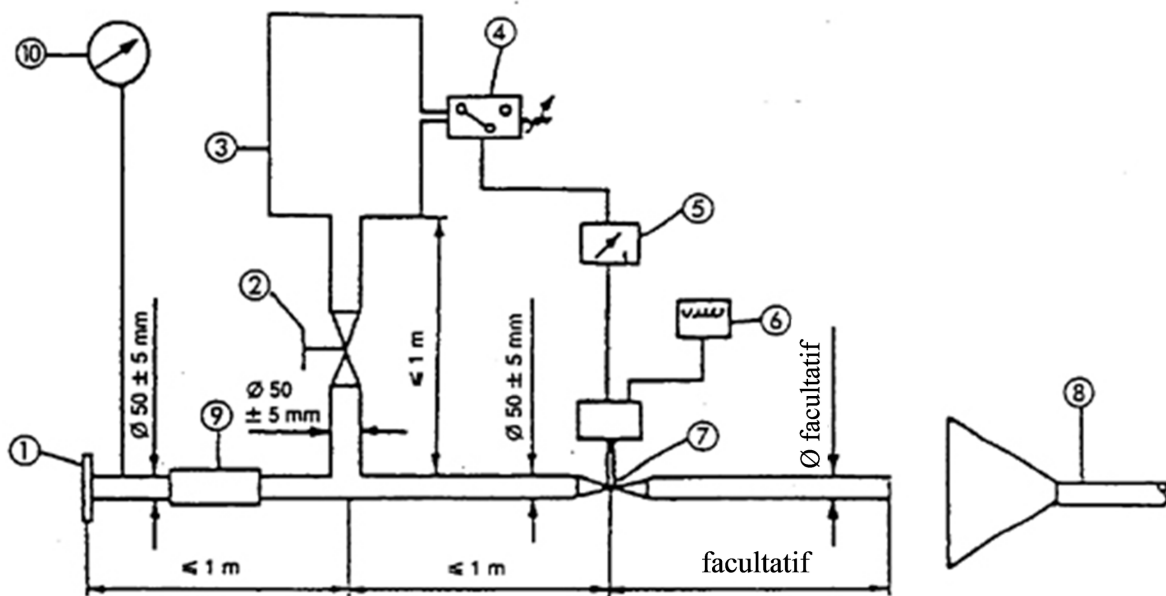 10
4
3
5
2
6
Ø 50 ± 5 mm
Ø 50
± 5 mm
≤ 1 m
Ø 50 ± 5 mm
Ø facultatif
1
9
7
8
≤ 1 m
≤ 1 m
facultatif